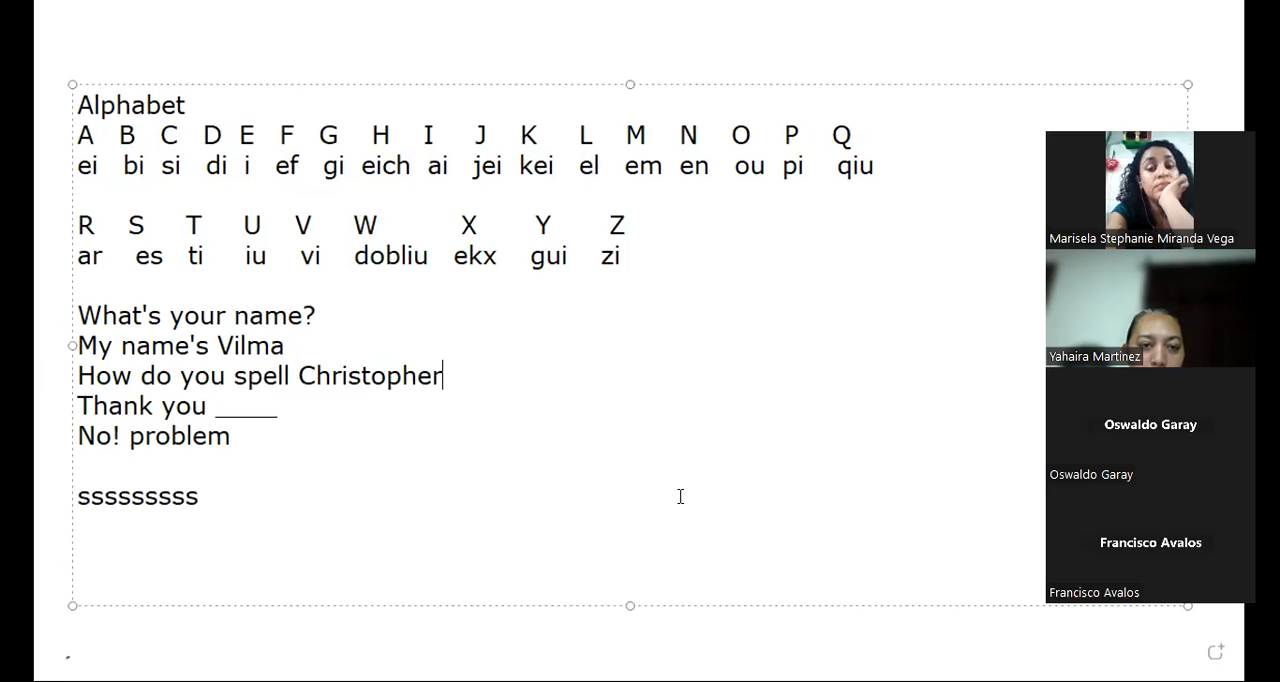 Alphabet
A B C D E F G H I J K L M N O P Q
ei bi si di i ef gi eich ai jei kei el em en ou pi qiu
R S T U V W X Y Z
ar es ti iu vi dobliu ekx gui zi
What's your name?
My name's Vilma
How do you spell Christopher
Thank you _____
No! problem
sssssssss
Marisela Stephanie Miranda Vega
Yahaira Martinez
Oswaldo Garay
Oswaldo Garay
Francisco Avalos
Francisco Avalos